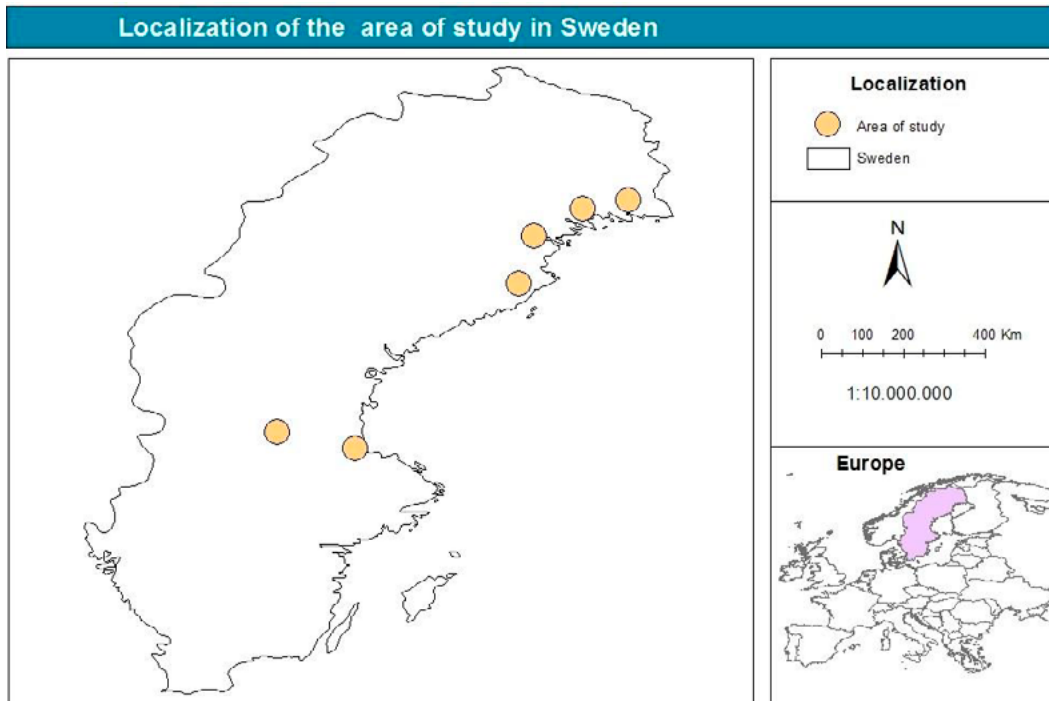 Localization of the area of study in Sweden
Localization
Area of study
Sweden
N
0 100 200 400 Km
1:10.000.000
Europe